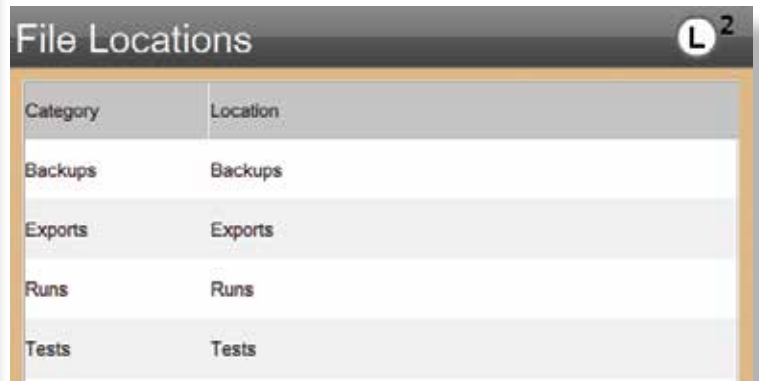 File Locations L2
Category Location
Backups Backups
Exports Exports
Runs Runs
Tests Tests